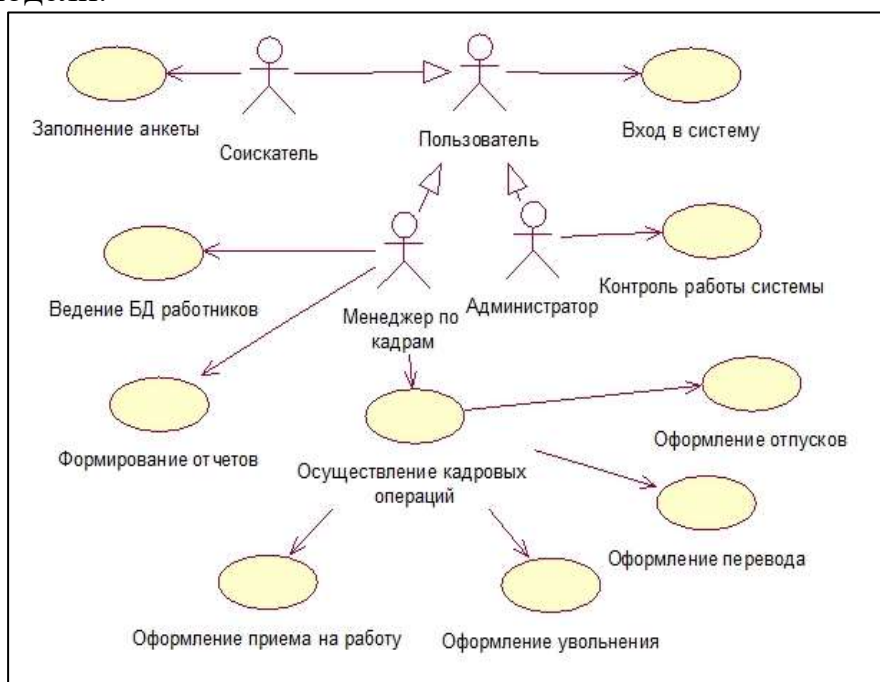 Заполнение анкеты
Соискатель
Пользователь
Вход в систему
Ведение БД работников
Менеджер по
кадрам
Администратор
Контроль работы системы
Формирование отчетов
Осуществление кадровых
операций
Оформление отпусков
Оформление перевода
Оформление приема на работу
Оформление увольнения